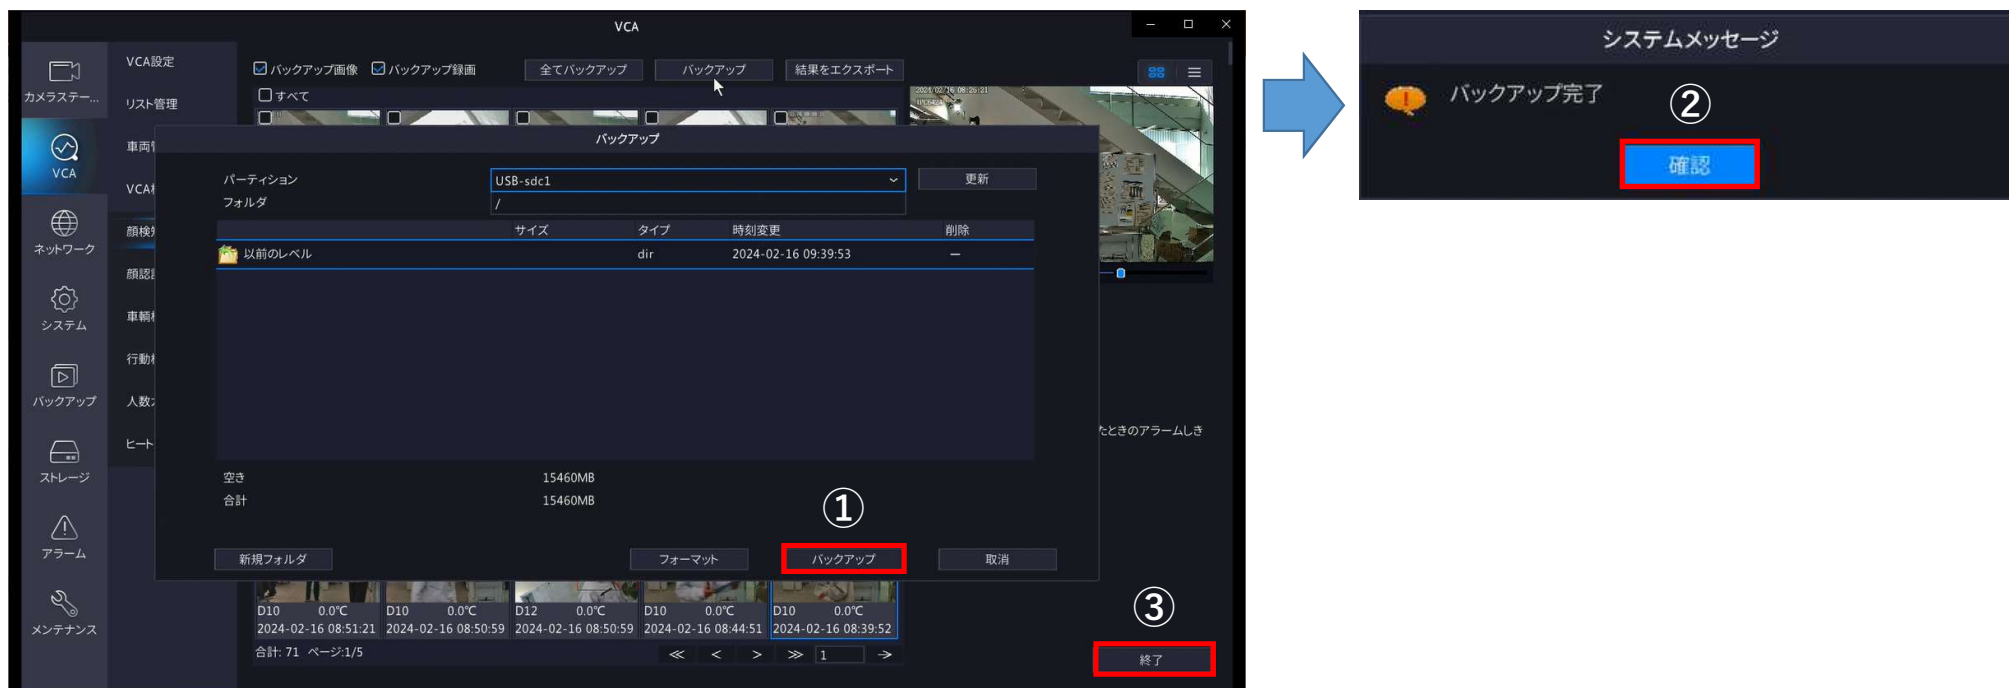 VCA
カメラステー...
VCA
ネットワーク
システム
バックアップ
ストレージ
アラーム
メンテナンス
VCA設定
リスト管理
車両
VCA
顔検
顔認
車輌
行動
人数
ヒート
バックアップ画像 バックアップ録画 全てバックアップ バックアップ 結果をエクスポート
すべて
2024/02/16 08:26:21
バックアップ
パーティション USB-sdc1 更新
フォルダ /
サイズ タイプ 時刻変更 削除
以前のレベル dir 2024-02-16 09:39:53 —
空き 15460MB
合計 15460MB
①
新規フォルダ フォーマット バックアップ 取消
たときのアラームしき
D10 0.0℃ D10 0.0℃ D12 0.0℃ D10 0.0℃ D10 0.0℃
2024-02-16 08:51:21 2024-02-16 08:50:59 2024-02-16 08:50:59 2024-02-16 08:44:51 2024-02-16 08:39:52
合計: 71 ページ:1/5 ≪ < > ≫ 1 →
③
終了
システムメッセージ
バックアップ完了
②
確認